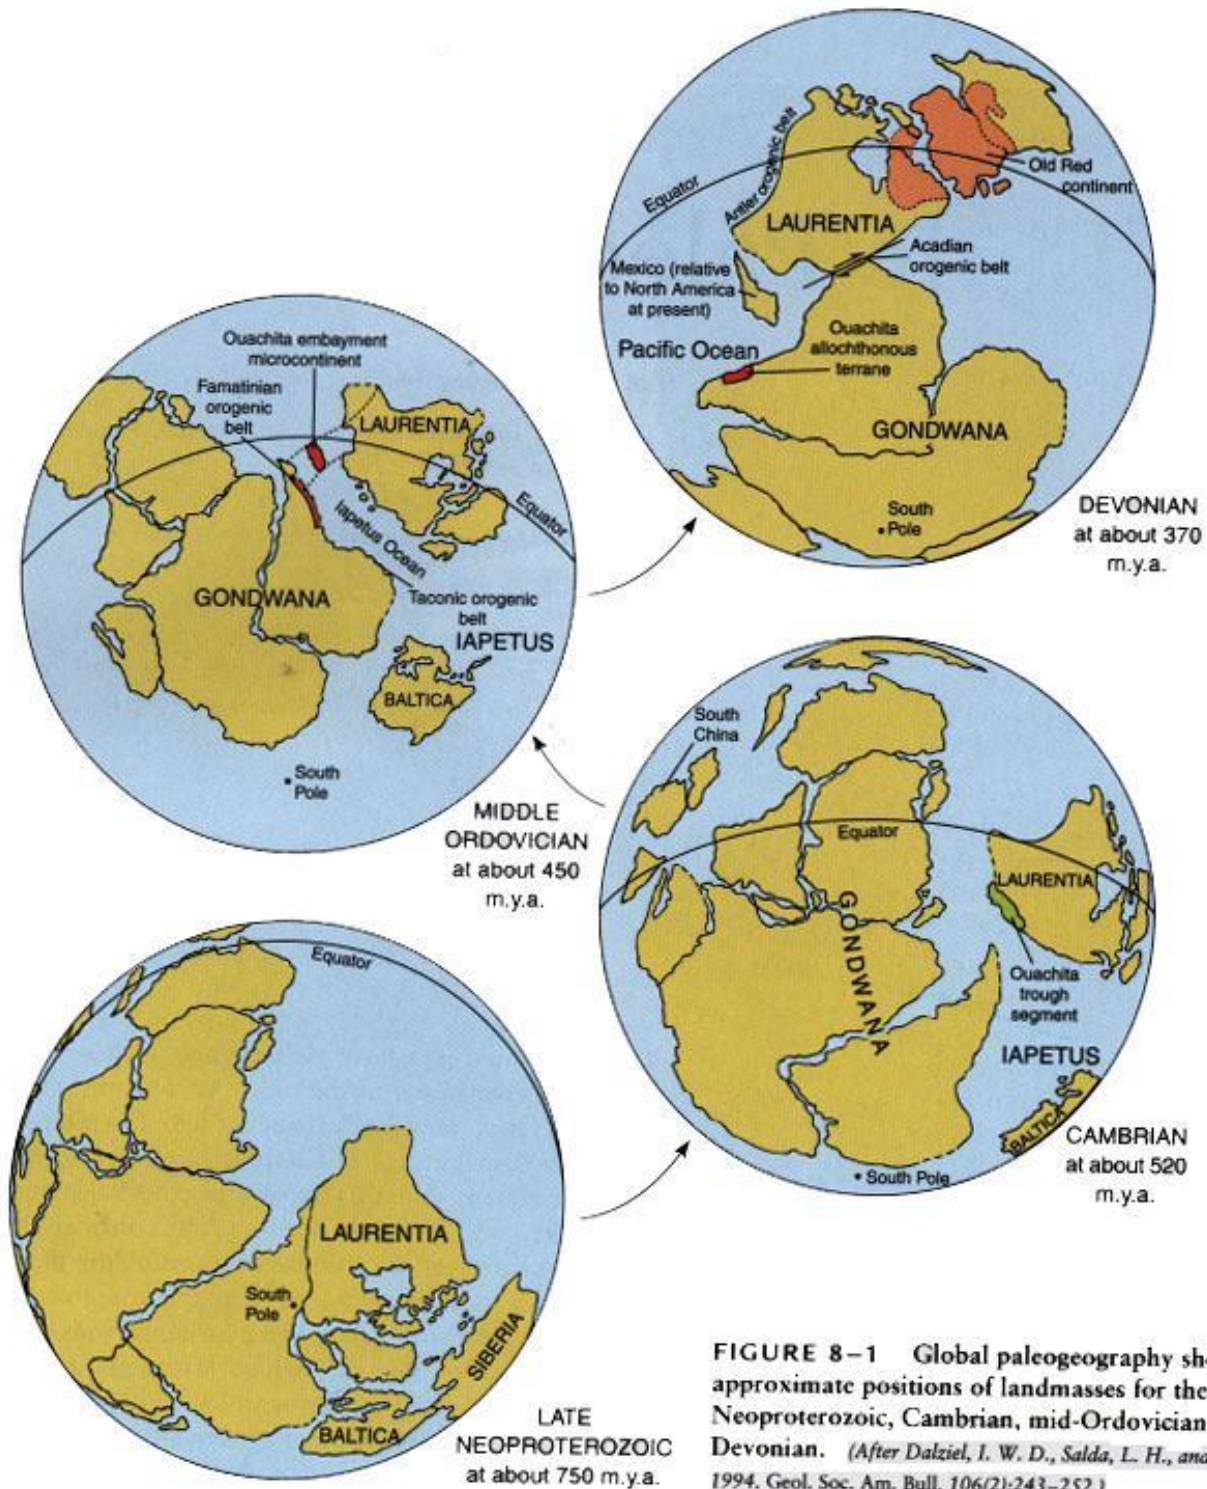 Equator
Antler orogenic belt
LAURENTIA
Old Red
continent
Acadian
orogenic belt
Mexico (relative
to North America
at present)
Pacific Ocean
Ouachita
allochthonous
terrane
GONDWANA
South
Pole
DEVONIAN
at about 370
m.y.a.
Ouachita embayment
microcontinent
Famatinian
orogenic
belt
LAURENTIA
Equator
Iapetus Ocean
GONDWANA
Taconic orogenic
belt
IAPETUS
BALTICA
South
Pole
MIDDLE
ORDOVICIAN
at about 450
m.y.a.
South
China
Equator
LAURENTIA
GONDWANA
Ouachita
trough
segment
IAPETUS
BALTICA
South Pole
CAMBRIAN
at about 520
m.y.a.
Equator
LAURENTIA
South
Pole
SIBERIA
BALTICA
LATE
NEOPROTEROZOIC
at about 750 m.y.a.
FIGURE 8–1 Global paleogeography
approximate positions of landmasses for the
Neoproterozoic, Cambrian, mid-Ordovician
Devonian. (After Dalziel, I. W. D., Salda, L. H., and
1994. Geol. Soc. Am. Bull. 106(2):243–252.)